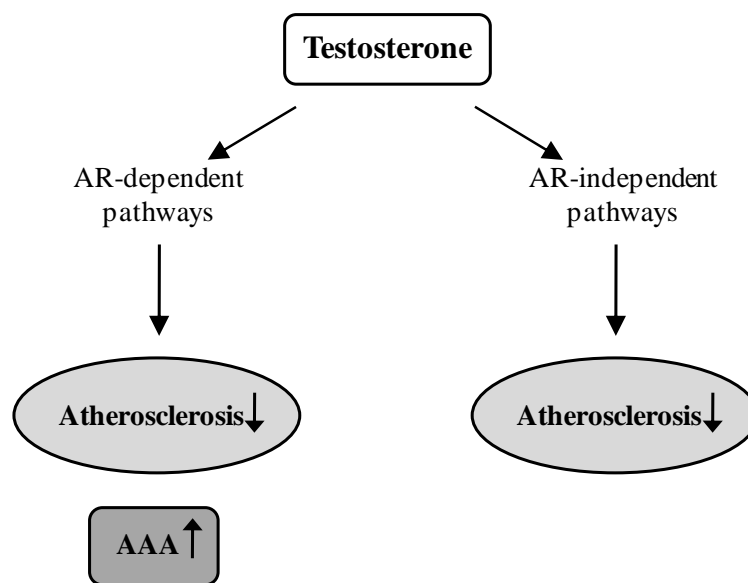 Testosterone
AR-dependent
pathways
AR-independent
pathways
Atherosclerosis
Atherosclerosis
AAA